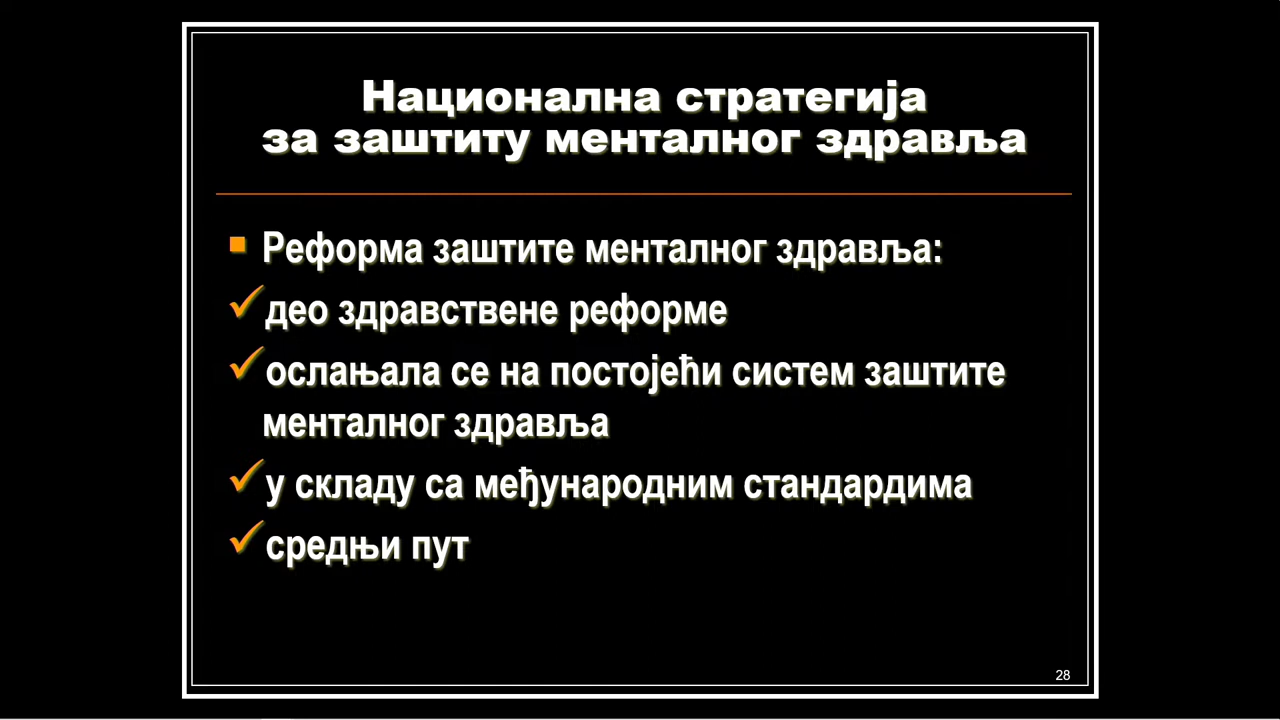 Национална стратегија
за заштиту менталног здравља
Реформа заштите менталног здравља:
део здравствене реформе
ослањала се на постојећи систем заштите
менталног здравља
у складу са међународним стандардима
средњи пут
28